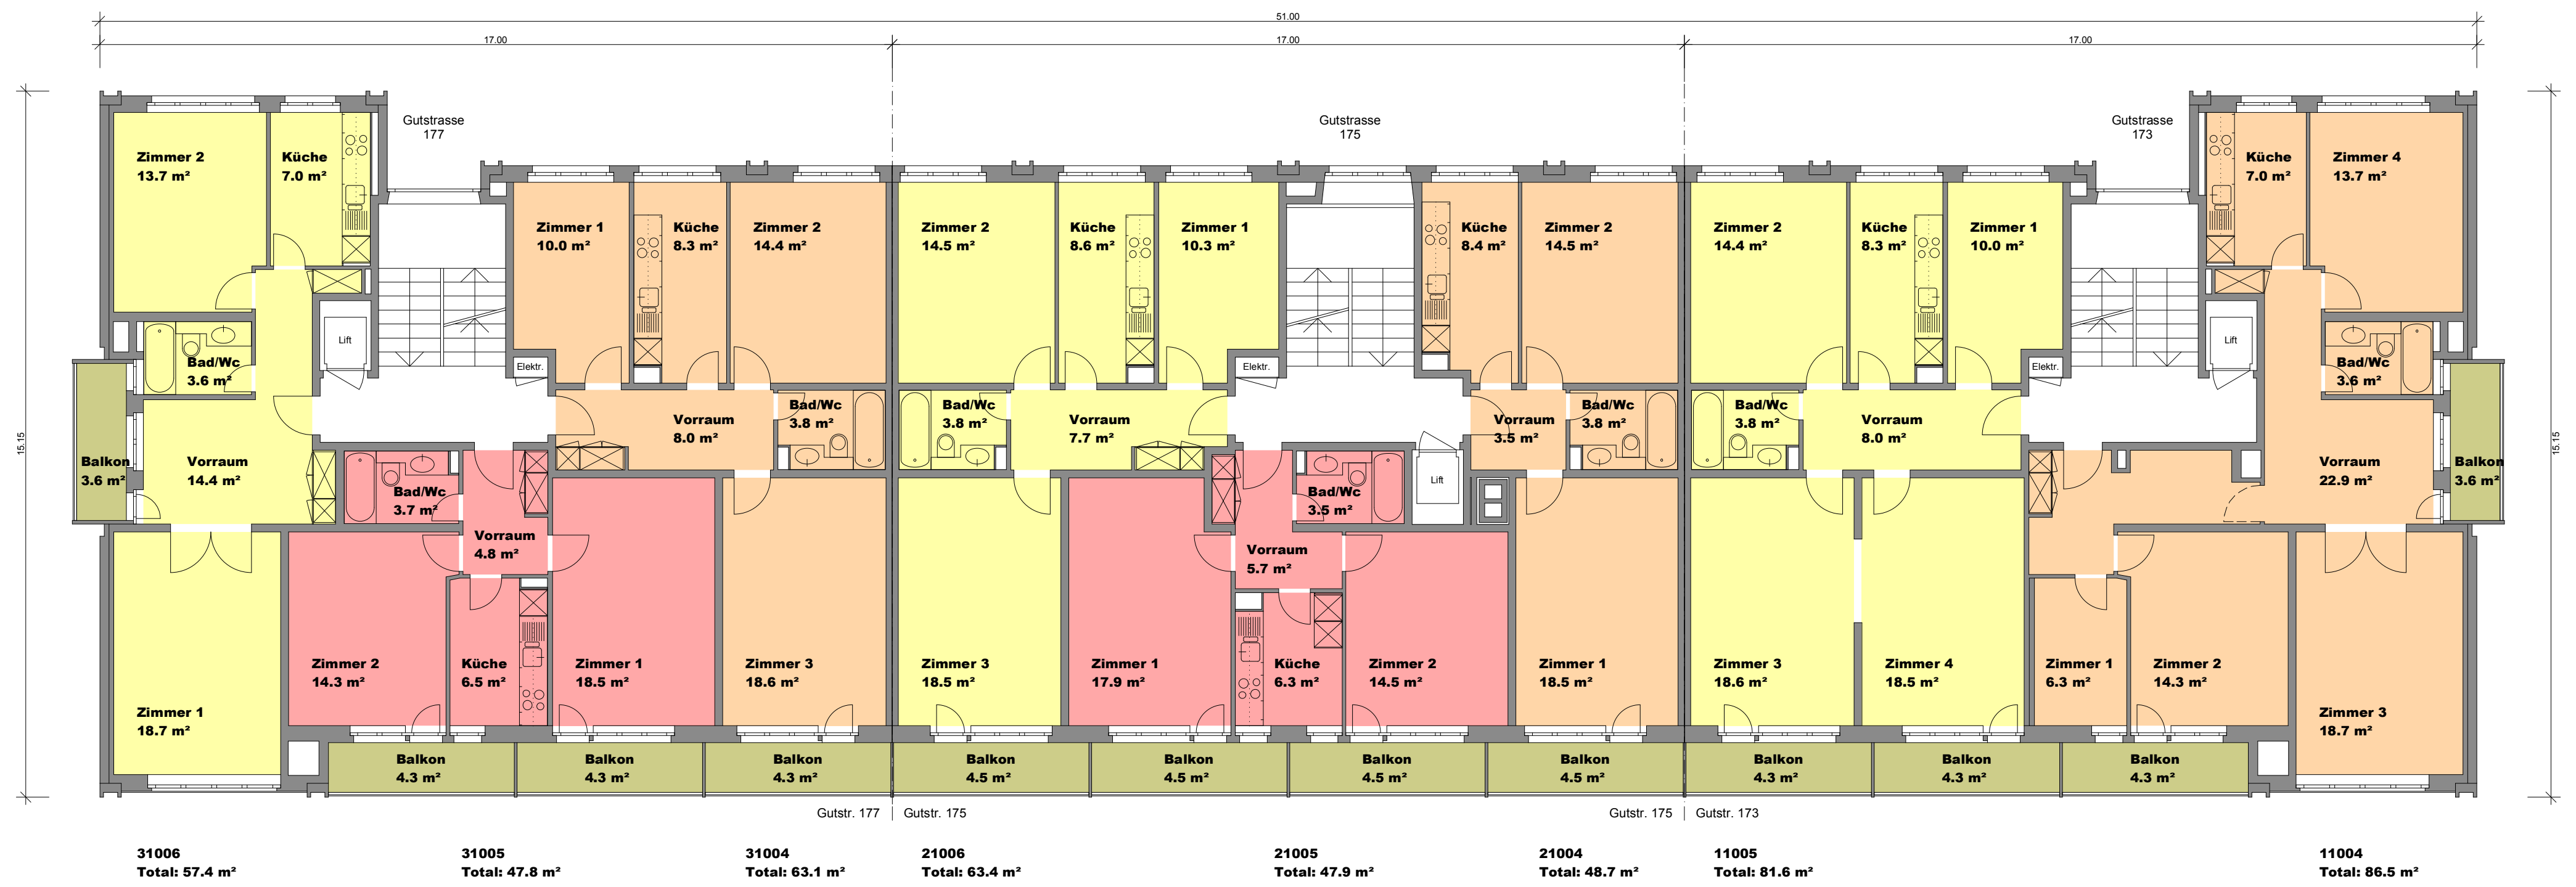 51.00
17.00
17.00
17.00
15.15
15.15
Gutstrasse
177
Gutstrasse
175
Gutstrasse
173
Zimmer 2
13.7 m²
Küche
7.0 m²
Küche
7.0 m²
Zimmer 4
13.7 m²
Zimmer 1
10.0 m²
Küche
8.3 m²
Zimmer 2
14.4 m²
Zimmer 2
14.5 m²
Küche
8.6 m²
Zimmer 1
10.3 m²
Küche
8.4 m²
Zimmer 2
14.5 m²
Zimmer 2
14.4 m²
Küche
8.3 m²
Zimmer 1
10.0 m²
Lift
Lift
Bad/Wc
3.6 m²
Elektr.
Elektr.
Elektr.
Bad/Wc
3.6 m²
Vorraum
8.0 m²
Bad/Wc
3.8 m²
Bad/Wc
3.8 m²
Vorraum
7.7 m²
Vorraum
3.5 m²
Bad/Wc
3.8 m²
Bad/Wc
3.8 m²
Vorraum
8.0 m²
Balkon
3.6 m²
Vorraum
14.4 m²
Vorraum
22.9 m²
Balkon
3.6 m²
Lift
Bad/Wc
3.7 m²
Bad/Wc
3.5 m²
Vorraum
4.8 m²
Vorraum
5.7 m²
Zimmer 1
18.7 m²
Zimmer 2
14.3 m²
Küche
6.5 m²
Zimmer 1
18.5 m²
Zimmer 3
18.6 m²
Zimmer 3
18.5 m²
Zimmer 1
17.9 m²
Küche
6.3 m²
Zimmer 2
14.5 m²
Zimmer 1
18.5 m²
Zimmer 3
18.6 m²
Zimmer 4
18.5 m²
Zimmer 1
6.3 m²
Zimmer 2
14.3 m²
Zimmer 3
18.7 m²
Balkon
4.3 m²
Balkon
4.3 m²
Balkon
4.3 m²
Balkon
4.5 m²
Balkon
4.5 m²
Balkon
4.5 m²
Balkon
4.5 m²
Balkon
4.3 m²
Balkon
4.3 m²
Balkon
4.3 m²
Gutstr. 177
Gutstr. 175
Gutstr. 175
Gutstr. 173
31006
Total: 57.4 m²
31005
Total: 47.8 m²
31004
Total: 63.1 m²
21006
Total: 63.4 m²
21005
Total: 47.9 m²
21004
Total: 48.7 m²
11005
Total: 81.6 m²
11004
Total: 86.5 m²